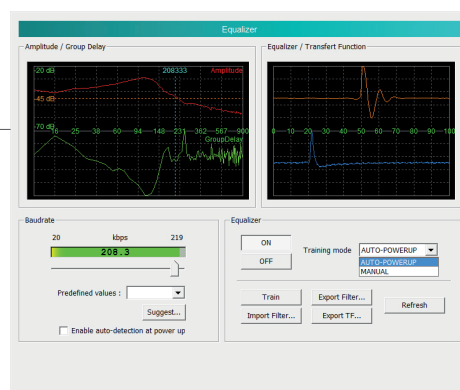 Equalizer
Amplitude / Group Delay
-20 dB
208333
Amplitude
-45 dB
-70 dB
16 25 38 60 94 148 231 362 567 900
GroupDelay
Equalizer / Transfert Function
0 10 20 30 40 50 60 70 80 90 100
Baudrate
20 kbps 219
208.3
Predefined values :
Suggest...
Enable auto-detection at power up
Equalizer
ON
OFF
Training mode
AUTO-POWERUP
AUTO-POWERUP
MANUAL
Train
Export Filter...
Refresh
Import Filter...
Export TF...